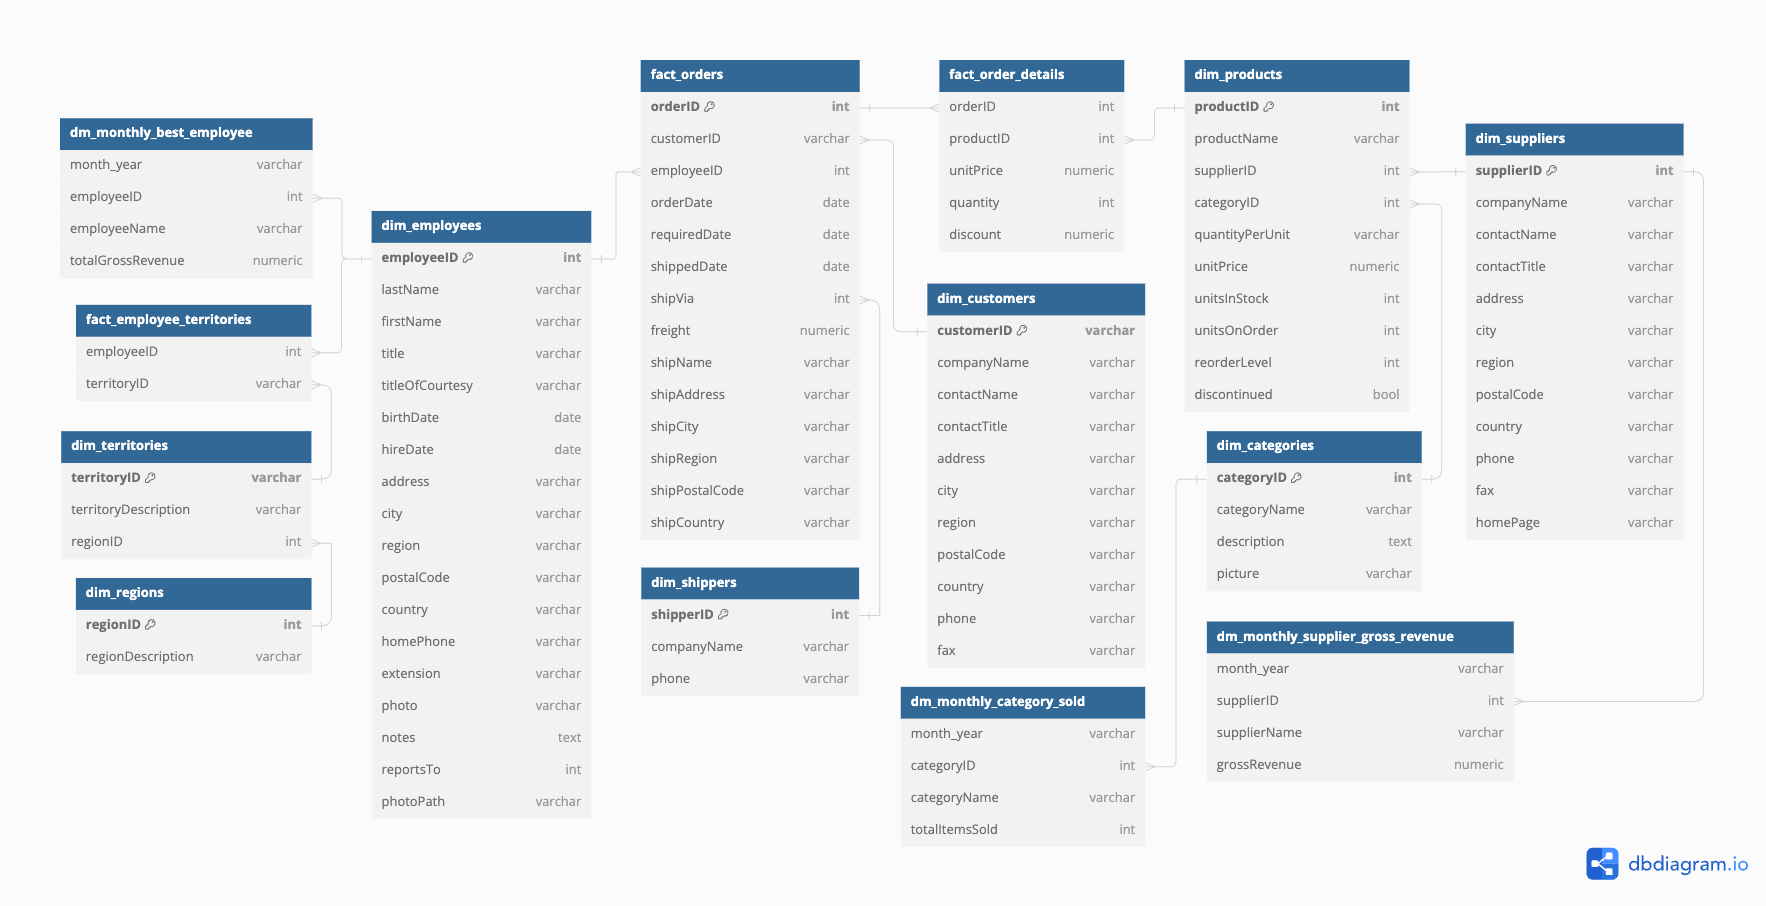 dm_monthly_best_employee
month_year varchar
employeeID int
employeeName varchar
totalGrossRevenue numeric
fact_employee_territories
employeeID int
territoryID varchar
dim_territories
territoryID varchar
territoryDescription varchar
regionID int
dim_regions
regionID int
regionDescription varchar
dim_employees
employeeID int
lastName varchar
firstName varchar
title varchar
titleOfCourtesy varchar
birthDate date
hireDate date
address varchar
city varchar
region varchar
postalCode varchar
country varchar
homePhone varchar
extension varchar
photo varchar
notes text
reportsTo int
photoPath varchar
fact_orders
orderID int
customerID varchar
employeeID int
orderDate date
requiredDate date
shippedDate date
shipVia int
freight numeric
shipName varchar
shipAddress varchar
shipCity varchar
shipRegion varchar
shipPostalCode varchar
shipCountry varchar
dim_shippers
shipperID int
companyName varchar
phone varchar
fact_order_details
orderID int
productID int
unitPrice numeric
quantity int
discount numeric
dim_customers
customerID varchar
companyName varchar
contactName varchar
contactTitle varchar
address varchar
city varchar
region varchar
postalCode varchar
country varchar
phone varchar
fax varchar
dm_monthly_category_sold
month_year varchar
categoryID int
categoryName varchar
totalItemsSold int
dim_products
productID int
productName varchar
supplierID int
categoryID int
quantityPerUnit varchar
unitPrice numeric
unitsInStock int
unitsOnOrder int
reorderLevel int
discontinued bool
dim_categories
categoryID int
categoryName varchar
description text
picture varchar
dm_monthly_supplier_gross_revenue
month_year varchar
supplierID int
supplierName varchar
grossRevenue numeric
dim_suppliers
supplierID int
companyName varchar
contactName varchar
contactTitle varchar
address varchar
city varchar
region varchar
postalCode varchar
country varchar
phone varchar
fax varchar
homePage varchar
dbdiagram.io